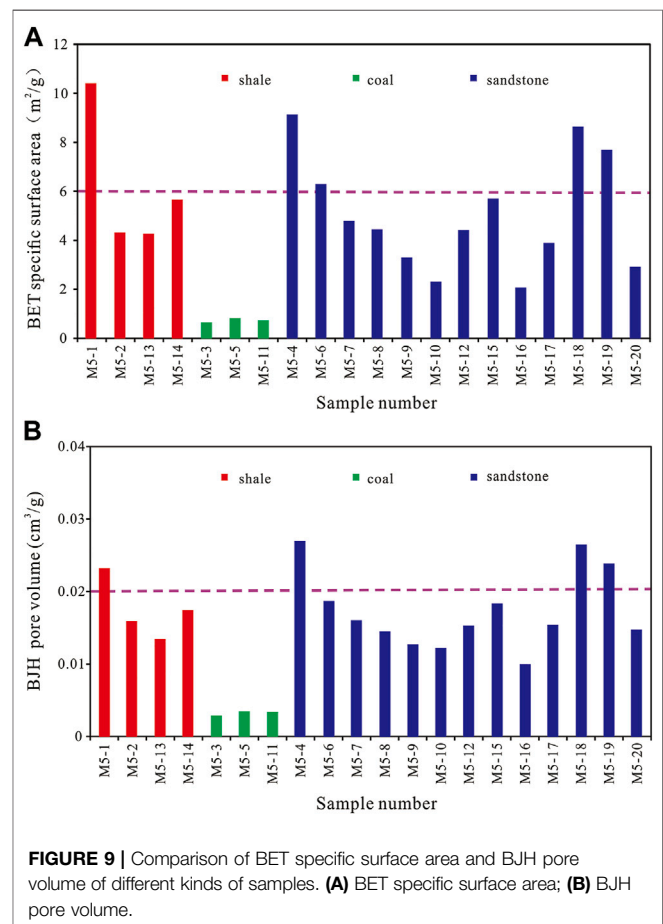 A
BET specific surface area（m²/g）
12
10
8
6
4
2
0
shale coal sandstone
M5-1 M5-2 M5-13 M5-14 M5-3 M5-5 M5-11 M5-4 M5-6 M5-7 M5-8 M5-9 M5-10 M5-12 M5-15 M5-16 M5-17 M5-18 M5-19 M5-20
Sample number
B
BJH pore volume (cm³/g)
0.04
0.03
0.02
0.01
0
shale coal sandstone
M5-1 M5-2 M5-13 M5-14 M5-3 M5-5 M5-11 M5-4 M5-6 M5-7 M5-8 M5-9 M5-10 M5-12 M5-15 M5-16 M5-17 M5-18 M5-19 M5-20
Sample number
FIGURE 9 | Comparison of BET specific surface area and BJH pore
volume of different kinds of samples. (A) BET specific surface area; (B) BJH
pore volume.